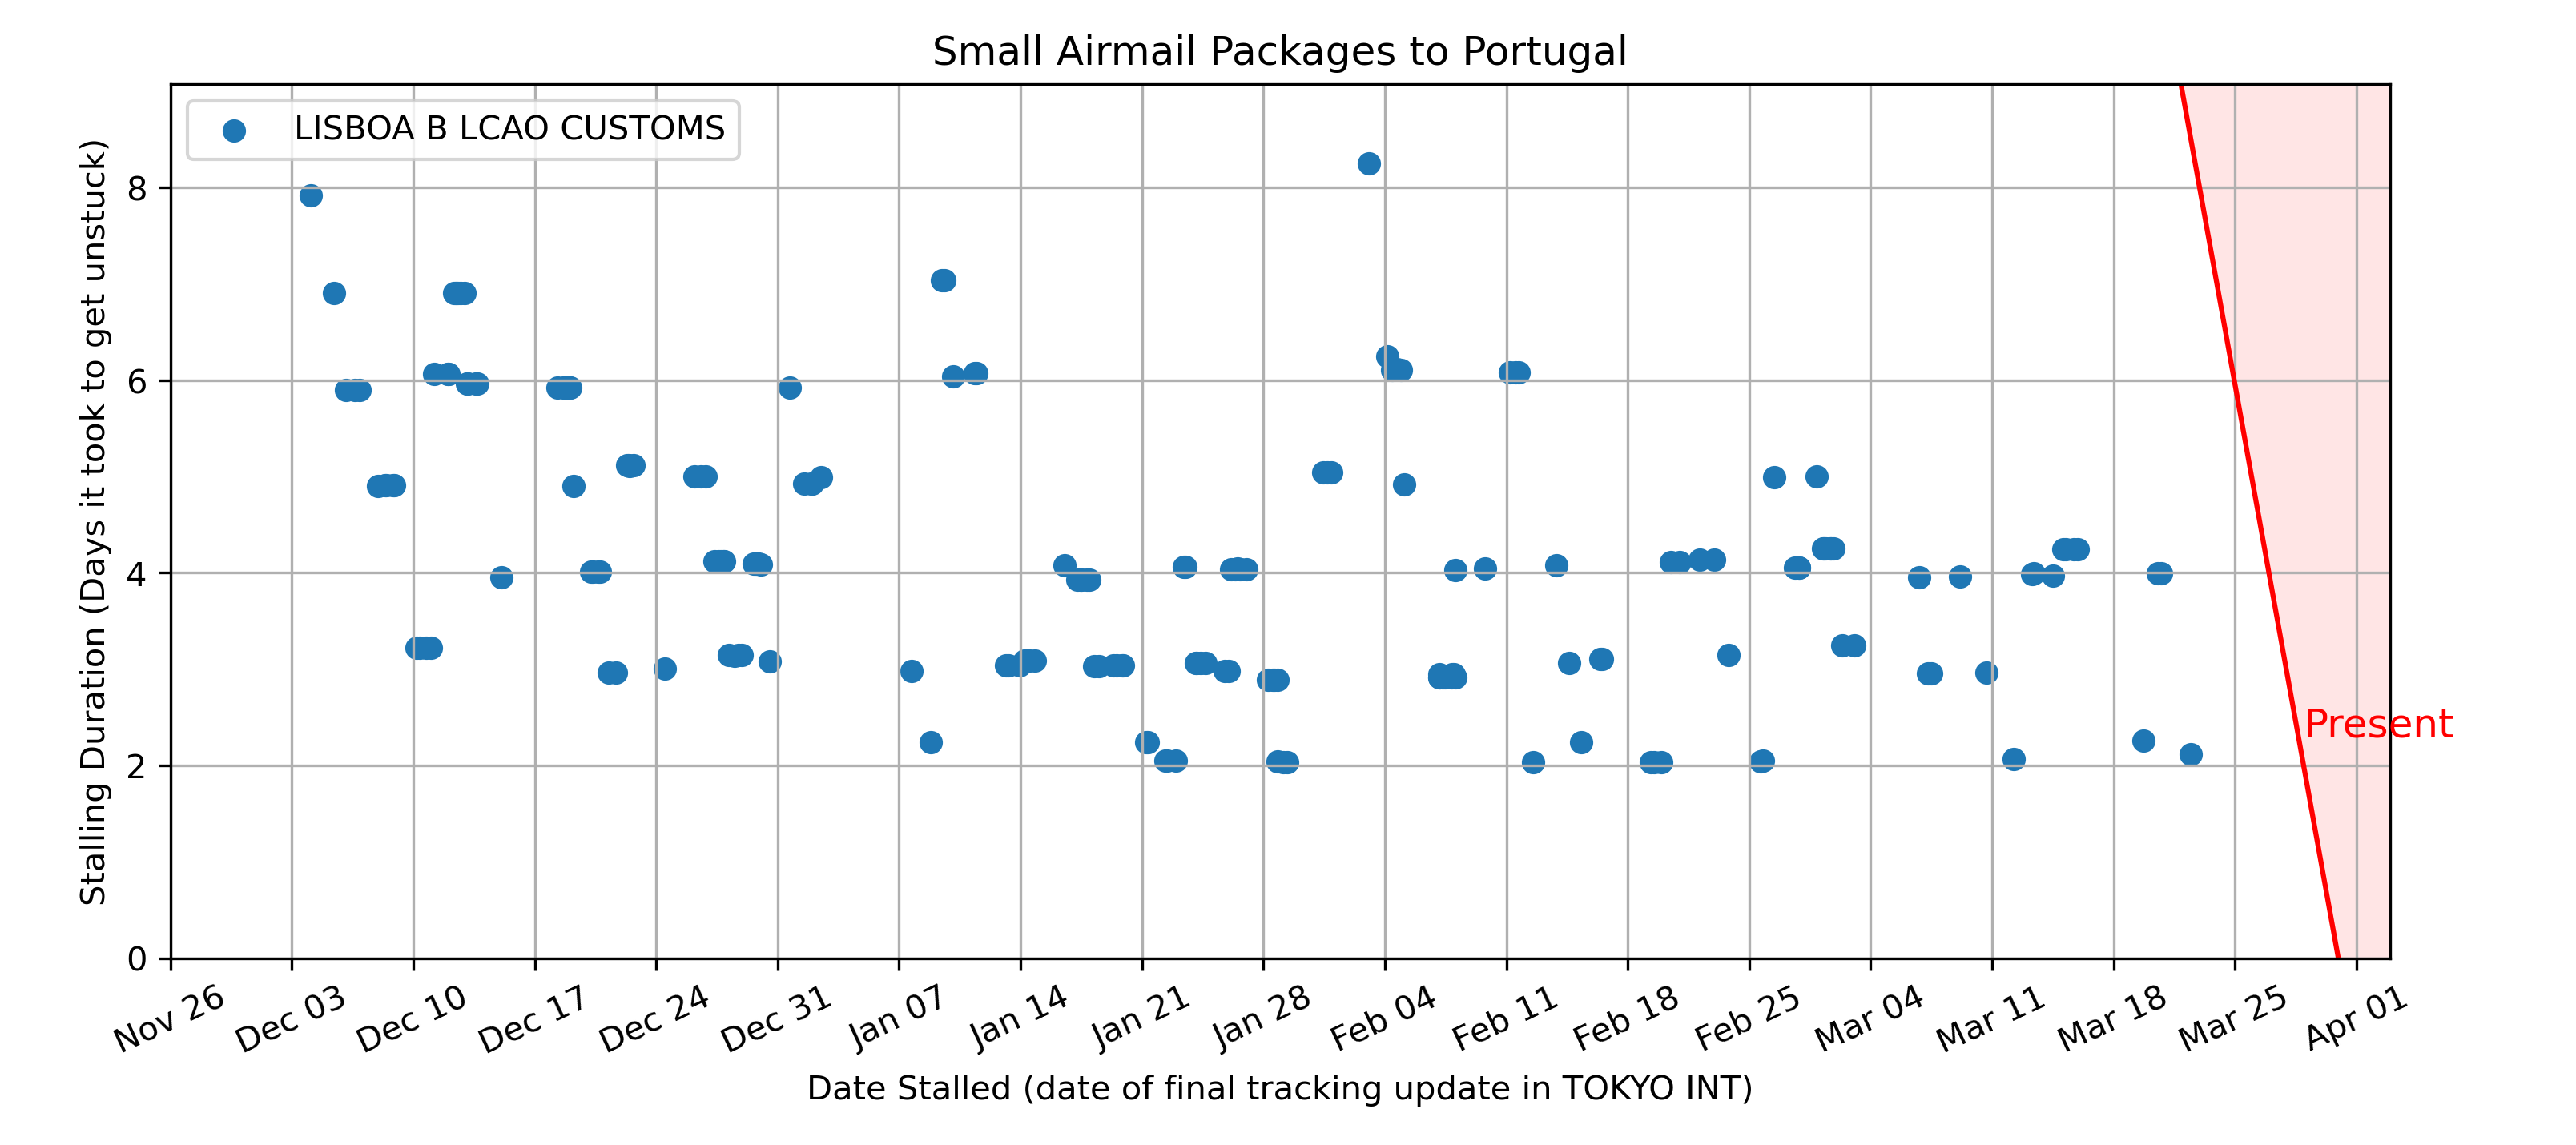 Small Airmail Packages to Portugal
LISBOA B LCAO CUSTOMS
Stalling Duration (Days it took to get unstuck)
8
6
4
2
0
Present
Nov 26
Dec 03
Dec 10
Dec 17
Dec 24
Dec 31
Jan 07
Jan 14
Jan 21
Jan 28
Feb 04
Feb 11
Feb 18
Feb 25
Mar 04
Mar 11
Mar 18
Mar 25
Apr 01
Date Stalled (date of final tracking update in TOKYO INT)